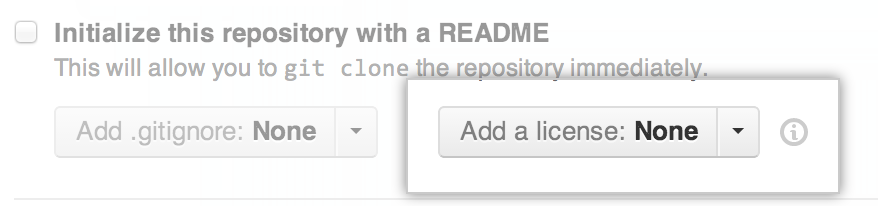 Initialize this repository with a README
This will allow you to git clone the repository immediately.
Add .gitignore: None Add a license: None